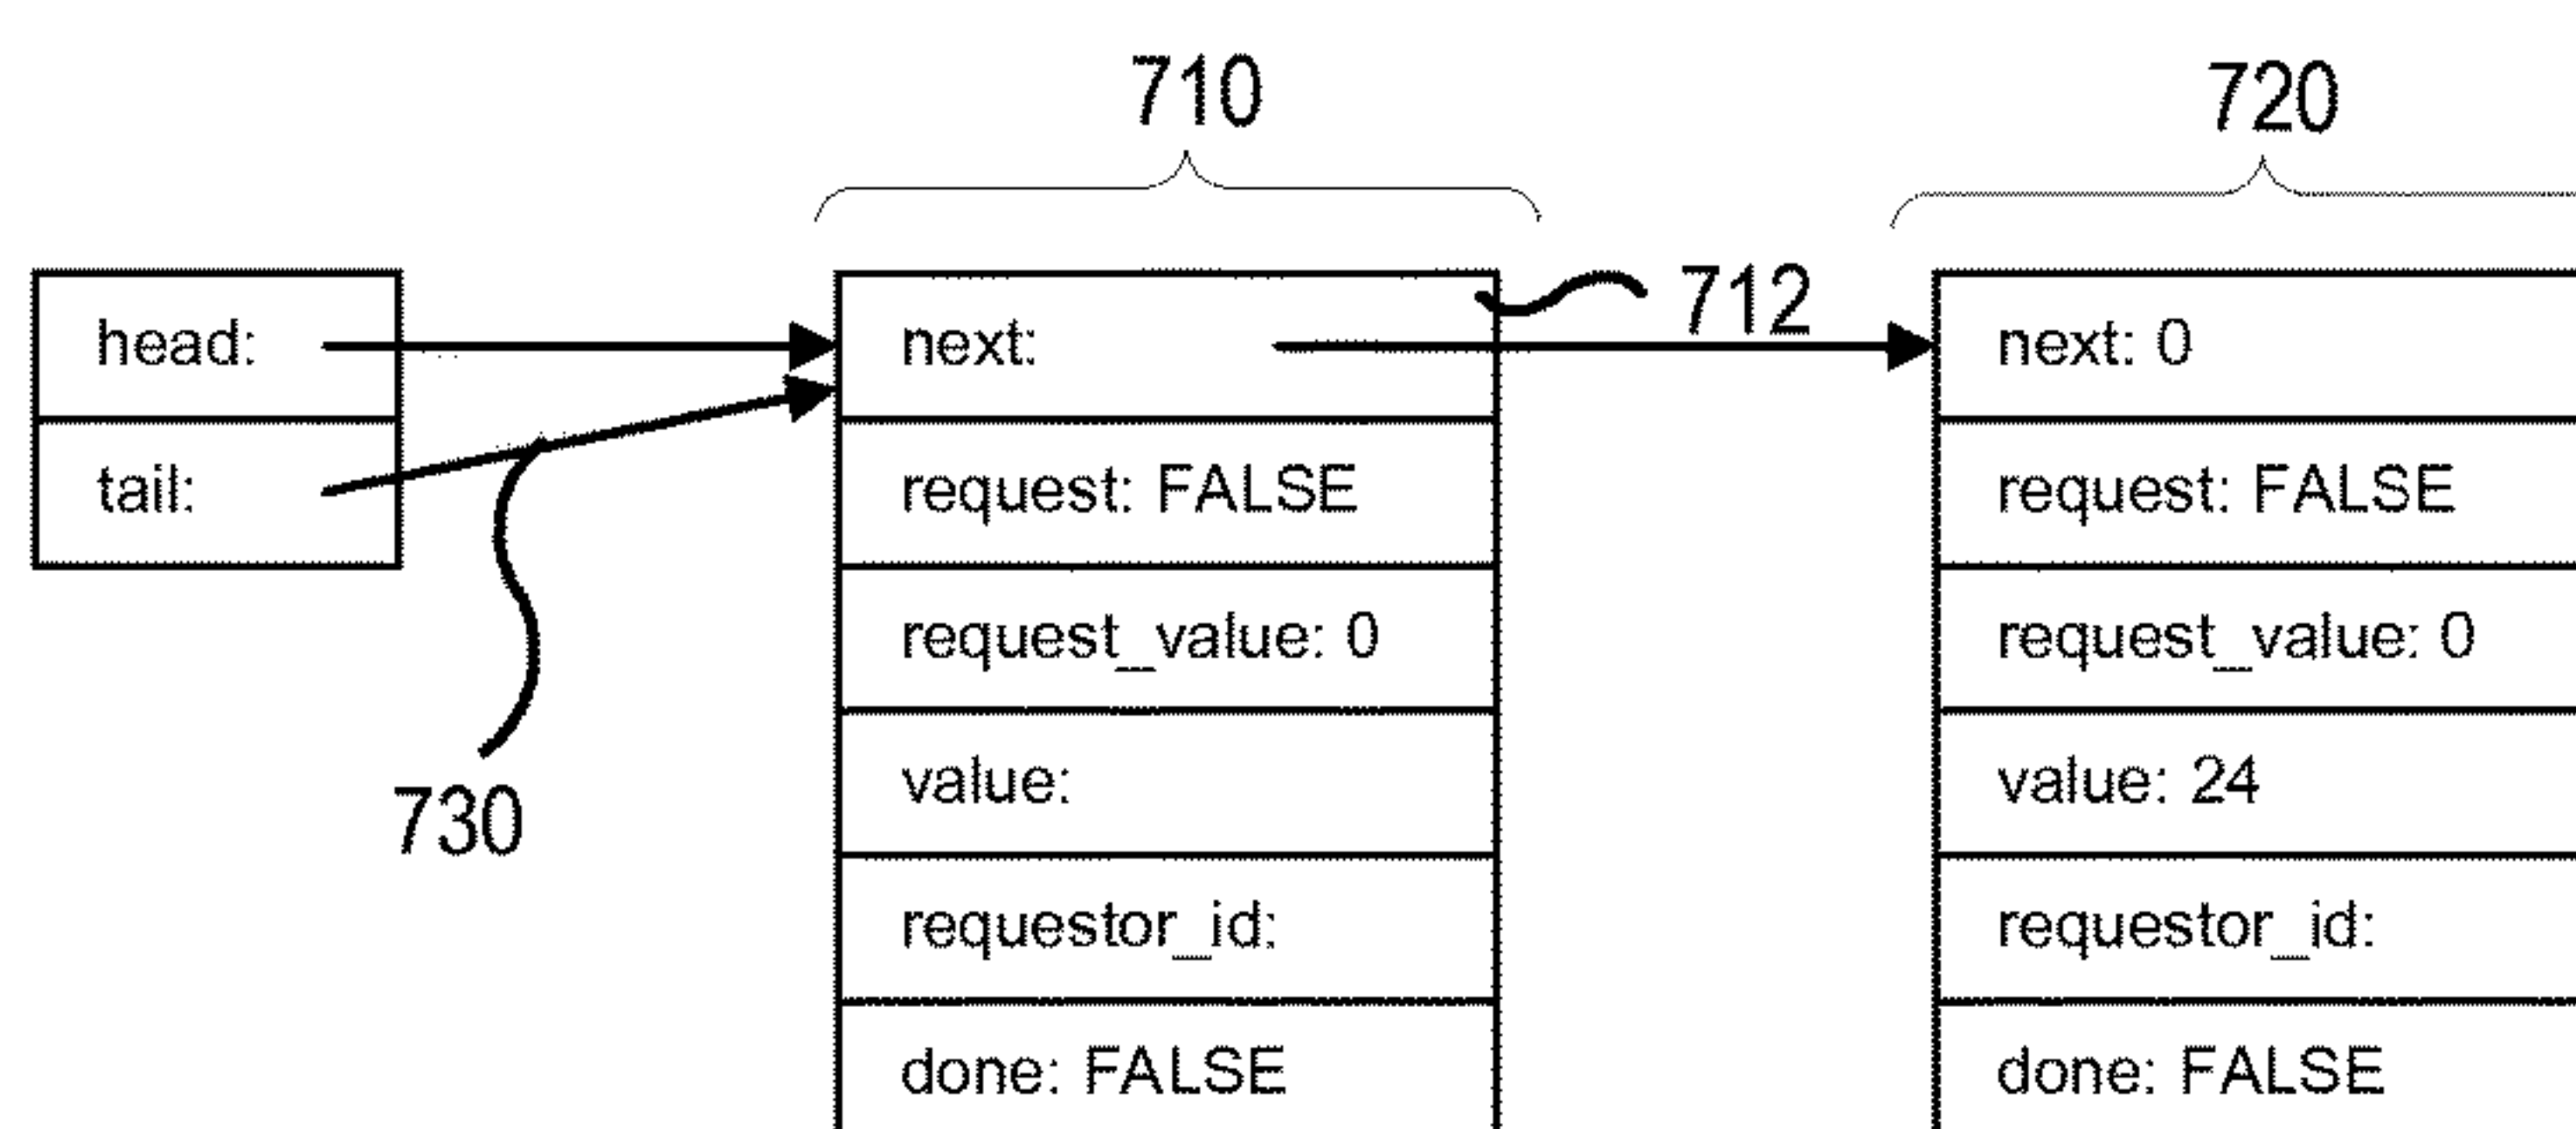 710
720
712
head:
next:
next: 0
tail:
request: FALSE
request: FALSE
request_value: 0
request_value: 0
730
value:
value: 24
requestor_id:
requestor_id:
done: FALSE
done: FALSE